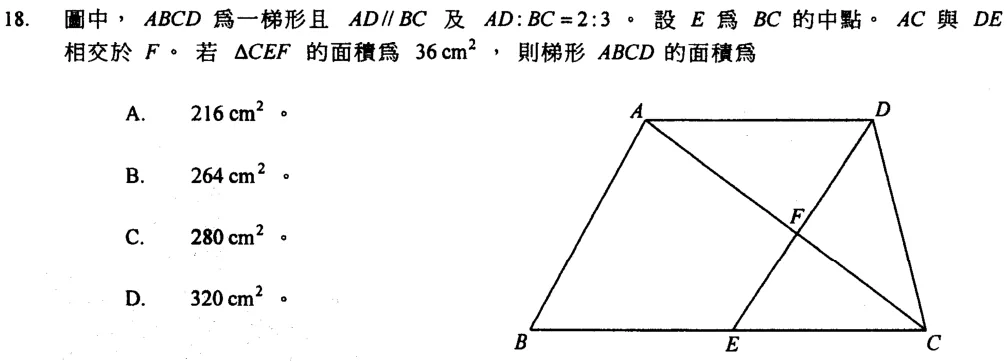 18. 圖中，ABCD 爲一梯形且 AD // BC 及 AD : BC = 2 : 3 。設 E 爲 BC 的中點。AC 與 DE
相交於 F 。若 ΔCEF 的面積爲 36 cm² ，則梯形 ABCD 的面積爲
A. 216 cm² 。
B. 264 cm² 。
C. 280 cm² 。
D. 320 cm² 。
A
D
F
B
E
C